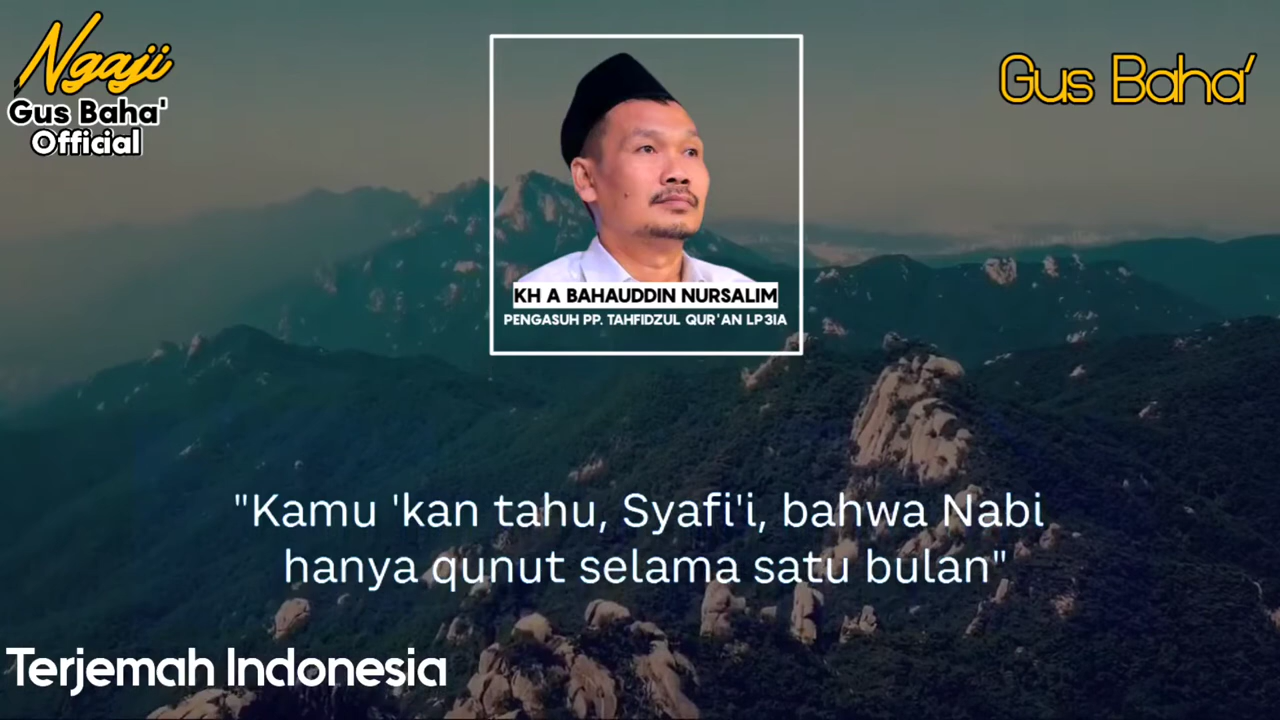 Ngaji
Gus Baha'
Official
Gus Baha'
KH A BAHAUDDIN NURSALIM
PENGASUH PP. TAHFIDZUL QUR'AN LP3IA
"Kamu 'kan tahu, Syafi'i, bahwa Nabi
hanya qunut selama satu bulan"
Terjemah Indonesia